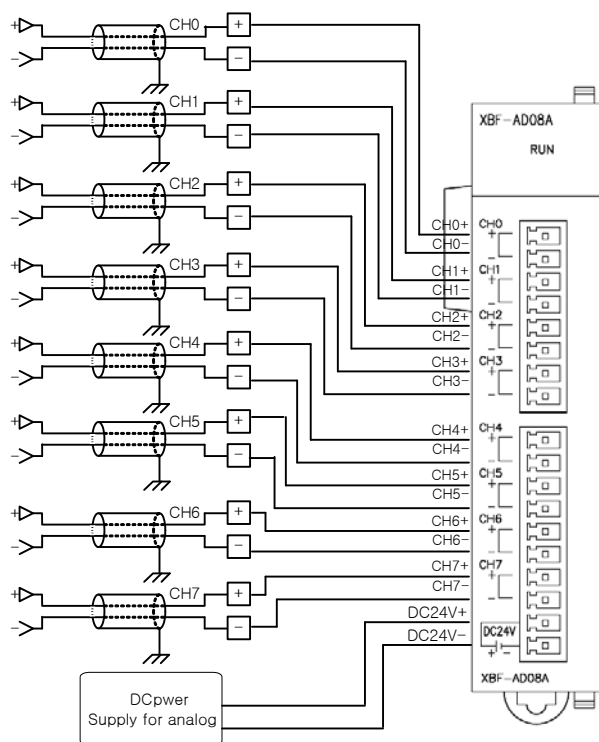 + CH0 +
− −
+ CH1 +
− −
+ CH2 +
− −
+ CH3 +
− −
+ CH4 +
− −
+ CH5 +
− −
+ CH6 +
− −
+ CH7 +
− −
DCpower
Supply for analog
CH0+
CH0-
CH1+
CH1-
CH2+
CH2-
CH3+
CH3-
CH4+
CH4-
CH5+
CH5-
CH6+
CH6-
CH7+
CH7-
DC24V+
DC24V-
XBF-AD08A
RUN
CH0
+
−
CH1
+
−
CH2
+
−
CH3
+
−
CH4
+
−
CH5
+
−
CH6
+
−
CH7
+
−
DC24V
+ −
XBF-AD08A